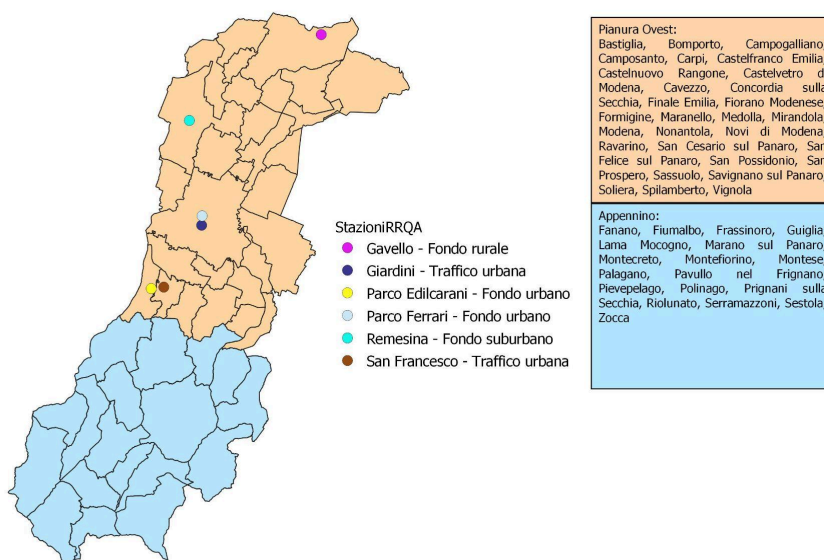 StazioniRRQA
Gavello - Fondo rurale
Giardini - Traffico urbana
Parco Edilcarani - Fondo urbano
Parco Ferrari - Fondo urbano
Remesina - Fondo suburbano
San Francesco - Traffico urbana
Pianura Ovest:
Bastiglia, Bomporto, Campogalliano,
Camposanto, Carpi, Castelfranco Emilia,
Castelnuovo Rangone, Castelvetro d
Modena, Cavezzo, Concordia sulla
Secchia, Finale Emilia, Fiorano Modenese,
Formigine, Maranello, Medolla, Mirandola,
Modena, Nonantola, Novi di Modena,
Ravarino, San Cesario sul Panaro, San
Felice sul Panaro, San Possidonio, San
Prospero, Sassuolo, Savignano sul Panaro,
Soliera, Spilamberto, Vignola
Appennino:
Fanano, Fiumalbo, Frassinoro, Guiglia,
Lama Mocogno, Marano sul Panaro,
Montecreto, Montefiorino, Montese,
Palagano, Pavullo nel Frignano,
Pievepelago, Polinago, Prignani sulla
Secchia, Riolunato, Serramazzoni, Sestola,
Zocca